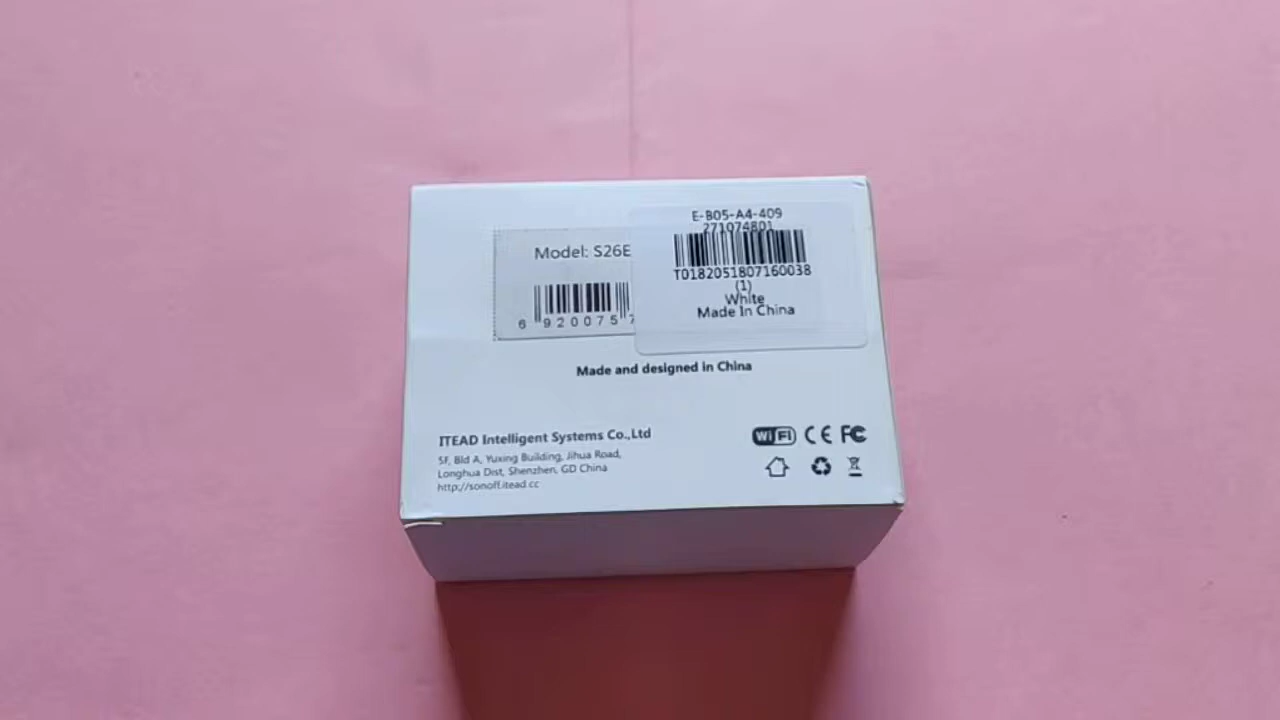 E-B05-A4-409
271074801
T0182051807160038
(1)
White
Made In China
Model: S26E
6 920075 7
Made and designed in China
ITEAD Intelligent Systems Co.,Ltd
5F, Bld A, Yuxing Building, Jihua Road,
Longhua Dist, Shenzhen, GD China
http://sonoff.itead.cc
WiFi CE FC